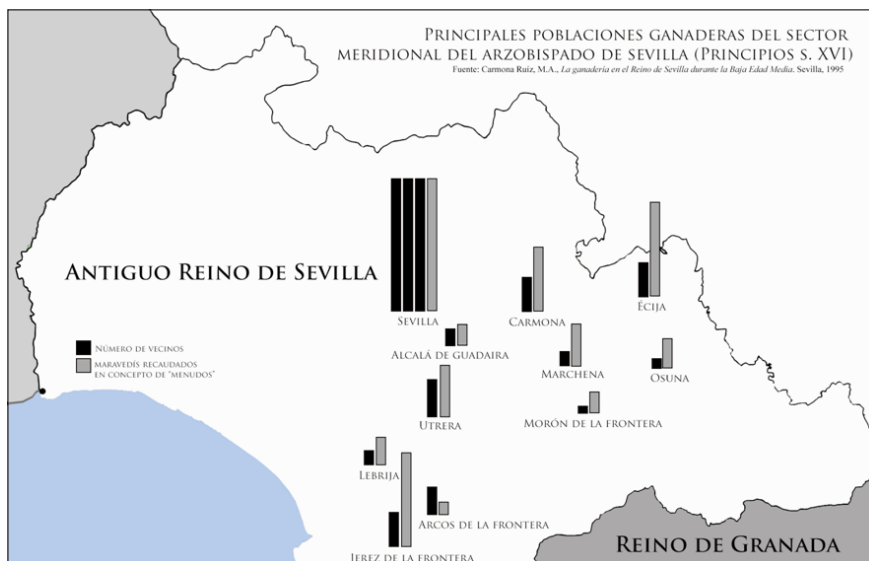 Principales poblaciones ganaderas del sector
meridional del arzobispado de Sevilla (Principios s. XVI)
Fuente: Carmona Ruiz, M.A., La ganadería en el Reino de Sevilla durante la Baja Edad Media. Sevilla, 1995
Antiguo Reino de Sevilla
Sevilla
Carmona
Écija
Alcalá de Guadaira
Número de vecinos
maravedís recaudados
en concepto de "menudos"
Marchena
Osuna
Utrera
Morón de la Frontera
Lebrija
Arcos de la Frontera
Jerez de la Frontera
Reino de Granada